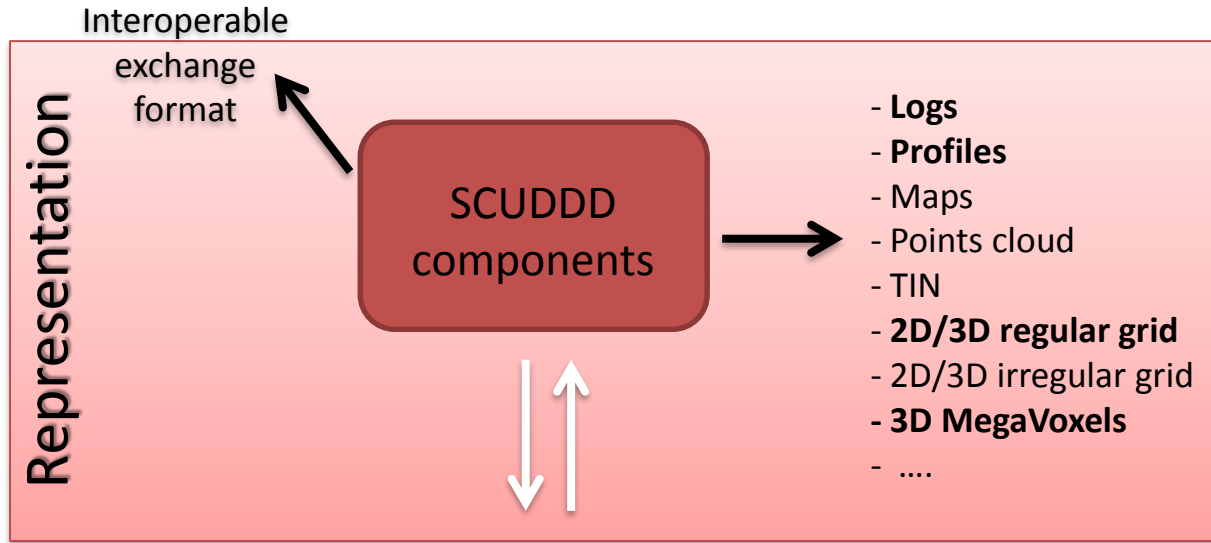 Interoperable
exchange
format
Representation
SCUDDD
components
- Logs
- Profiles
- Maps
- Points cloud
- TIN
- 2D/3D regular grid
- 2D/3D irregular grid
- 3D MegaVoxels
- ....